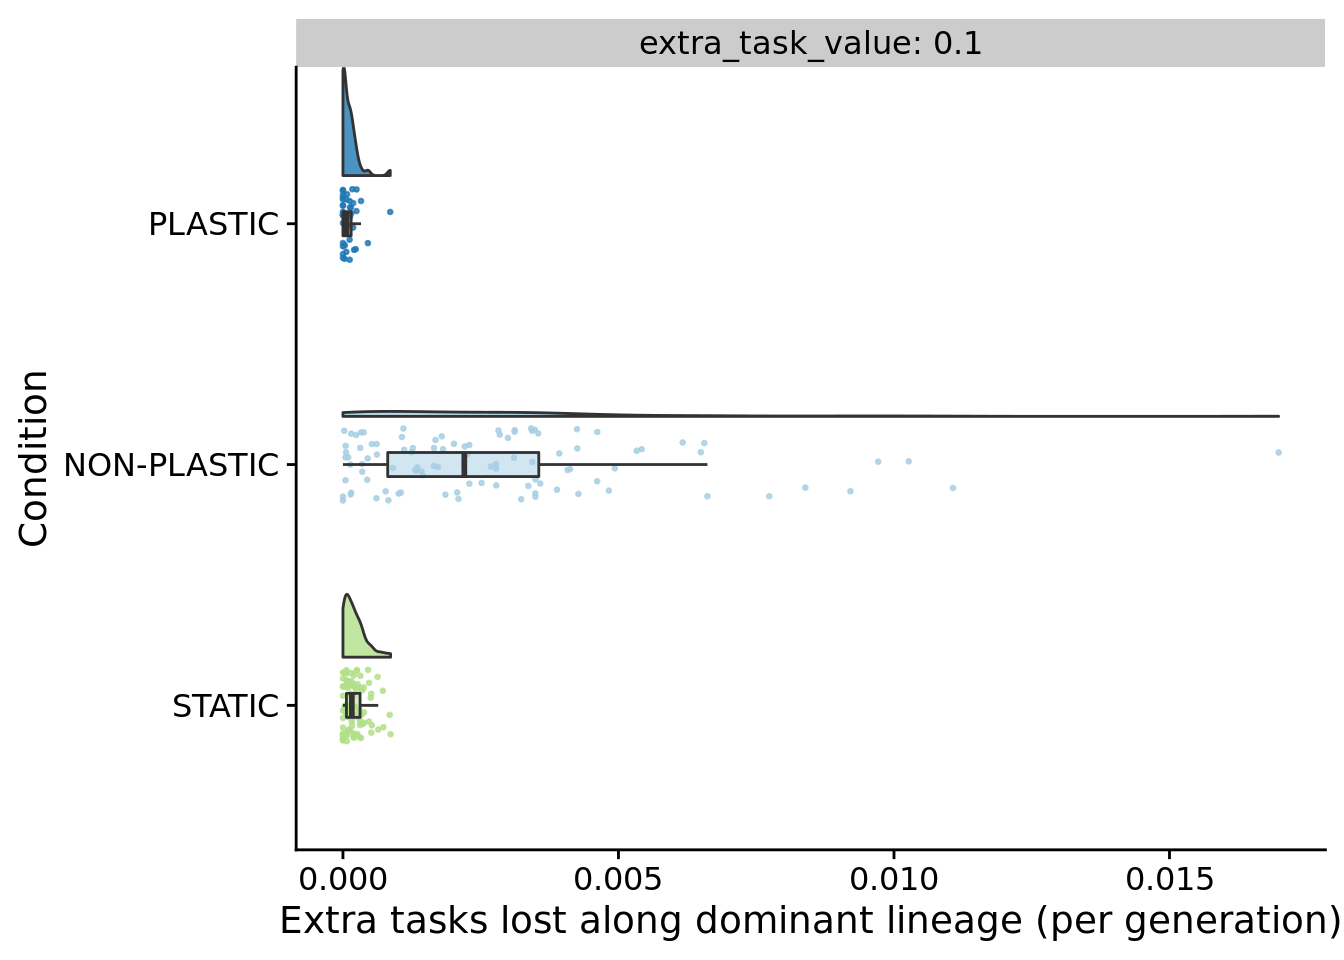 extra_task_value: 0.1
PLASTIC
NON-PLASTIC
STATIC
Condition
0.000 0.005 0.010 0.015
Extra tasks lost along dominant lineage (per generation)